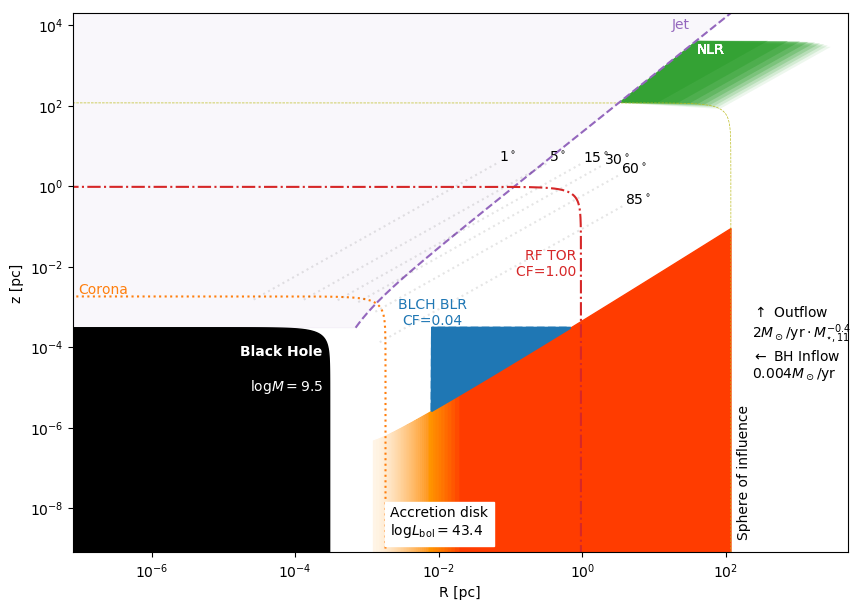 10^4
10^2
10^0
10^-2
10^-4
10^-6
10^-8
z [pc]
Jet
NLR
1°
5°
15°
30°
60°
85°
RF TOR
CF=1.00
Corona
BLCH BLR
CF=0.04
Black Hole
logM = 9.5
↑ Outflow
2M⊙/yr · M⋆,11^-0.4
← BH Inflow
0.004M⊙/yr
Sphere of influence
Accretion disk
logL_bol = 43.4
10^-6
10^-4
10^-2
10^0
10^2
R [pc]